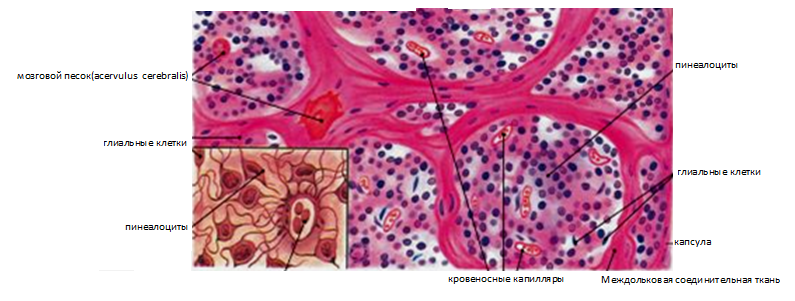 мозговой песок(acervulus cerebralis)
глиальные клетки
пинеалоциты
пинеалоциты
глиальные клетки
капсула
кровеносные капилляры
Междольковая соединительная ткань